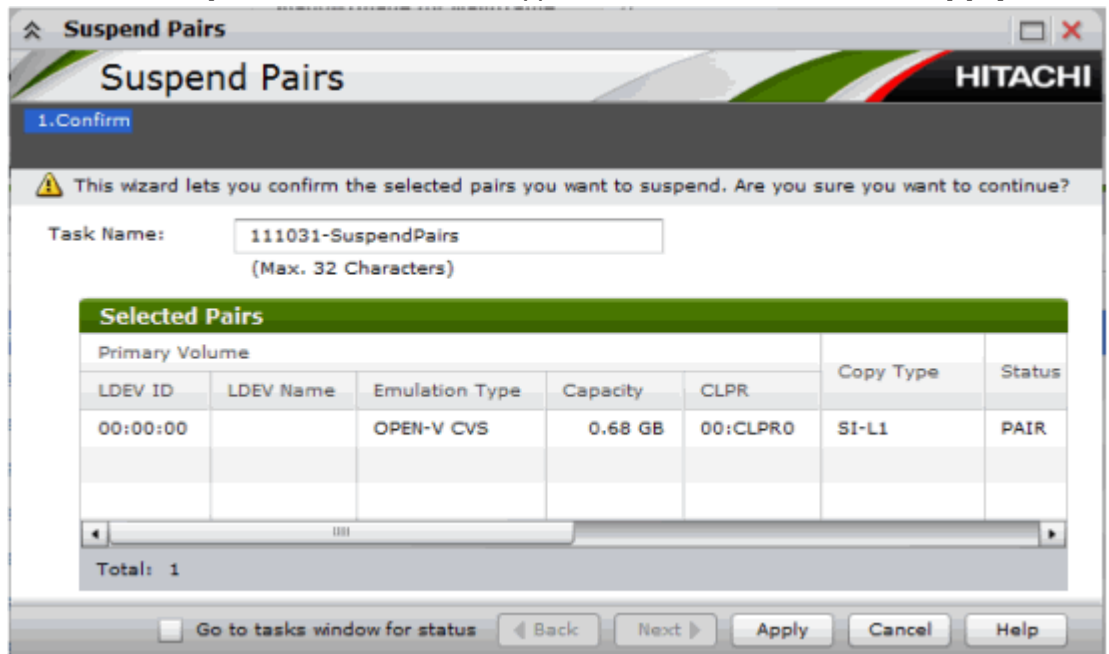 Suspend Pairs
Suspend Pairs
HITACHI
1.Confirm
This wizard lets you confirm the selected pairs you want to suspend. Are you sure you want to continue?
Task Name: 111031-SuspendPairs
(Max. 32 Characters)
Selected Pairs
Primary Volume Copy Type Status
LDEV ID LDEV Name Emulation Type Capacity CLPR
00:00:00 OPEN-V CVS 0.68 GB 00:CLPR0 SI-L1 PAIR
Total: 1
Go to tasks window for status Back Next Apply Cancel Help